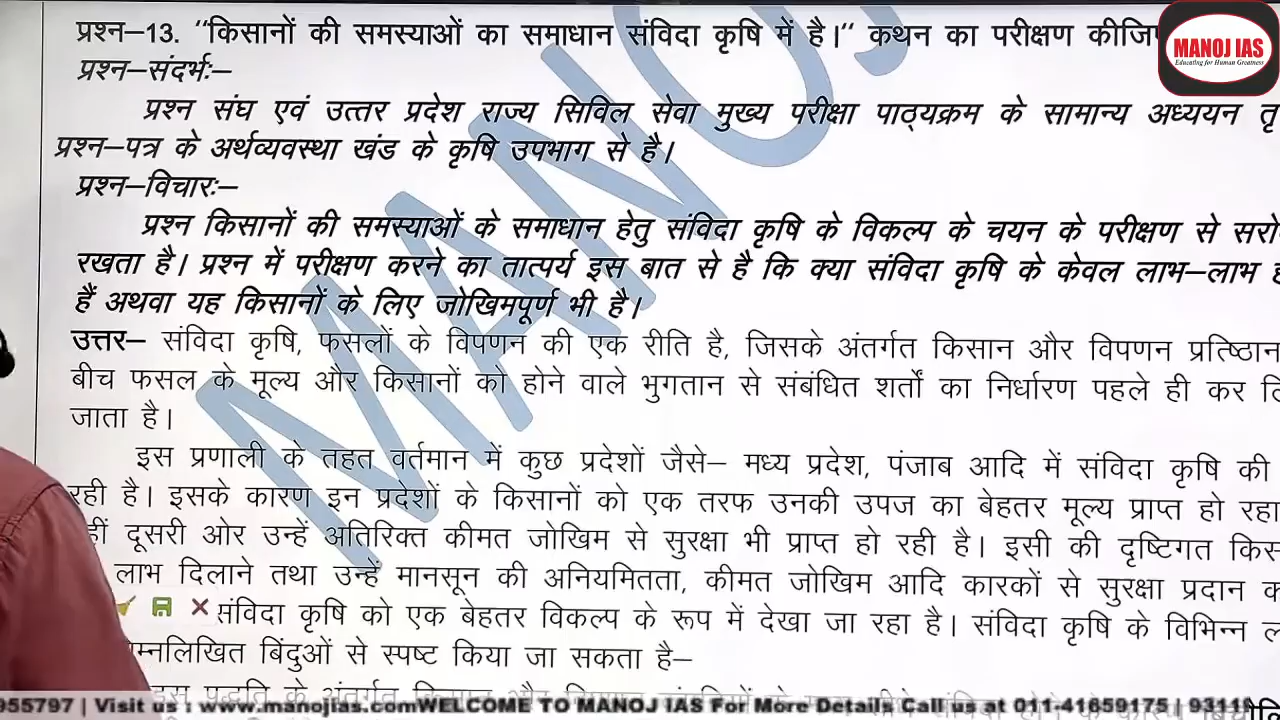 प्रश्न–13. "किसानों की समस्याओं का समाधान संविदा कृषि में है।" कथन का परीक्षण
MANOJ IAS
Educating for Human Greatness
प्रश्न–संदर्भः–
प्रश्न संघ एवं उत्तर प्रदेश राज्य सिविल सेवा मुख्य परीक्षा पाठ्यक्रम के सामान्य अध्ययन
प्रश्न–पत्र के अर्थव्यवस्था खंड के कृषि उपभाग से है।
प्रश्न–विचारः–
प्रश्न किसानों की समस्याओं के समाधान हेतु संविदा कृषि के विकल्प के चयन के परीक्षण से
रखता है। प्रश्न में परीक्षण करने का तात्पर्य इस बात से है कि क्या संविदा कृषि के केवल लाभ–लाभ
हैं अथवा यह किसानों के लिए जोखिमपूर्ण भी है।
उत्तर– संविदा कृषि, फसलों के विपणन की एक रीति है, जिसके अंतर्गत किसान और विपणन
बीच फसल के मूल्य और किसानों को होने वाले भुगतान से संबंधित शर्तों का निर्धारण पहले ही कर
जाता है।
इस प्रणाली के तहत वर्तमान में कुछ प्रदेशों जैसे– मध्य प्रदेश, पंजाब आदि में संविदा कृषि की
रही है। इसके कारण इन प्रदेशों के किसानों को एक तरफ उनकी उपज का बेहतर मूल्य प्राप्त हो रहा
दूसरी ओर उन्हें अतिरिक्त कीमत जोखिम से सुरक्षा भी प्राप्त हो रही है। इसी की दृष्टिगत
लाभ दिलाने तथा उन्हें मानसून की अनियमितता, कीमत जोखिम आदि कारकों से सुरक्षा प्रदान
संविदा कृषि को एक बेहतर विकल्प के रूप में देखा जा रहा है। संविदा कृषि के विभिन्न
बिंदुओं से स्पष्ट किया जा सकता है–
955797 | Visit us : www.manojias.comWELCOME TO MANOJ IAS For More Details Call us at 011-41659175 | 9311
MANOJ